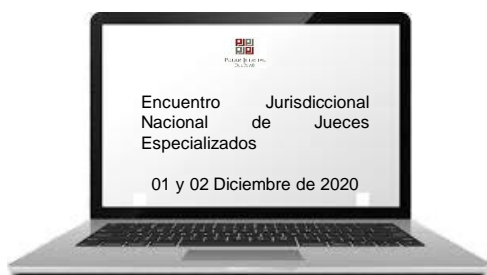 Encuentro Jurisdiccional
Nacional de Jueces
Especializados
01 y 02 Diciembre de 2020